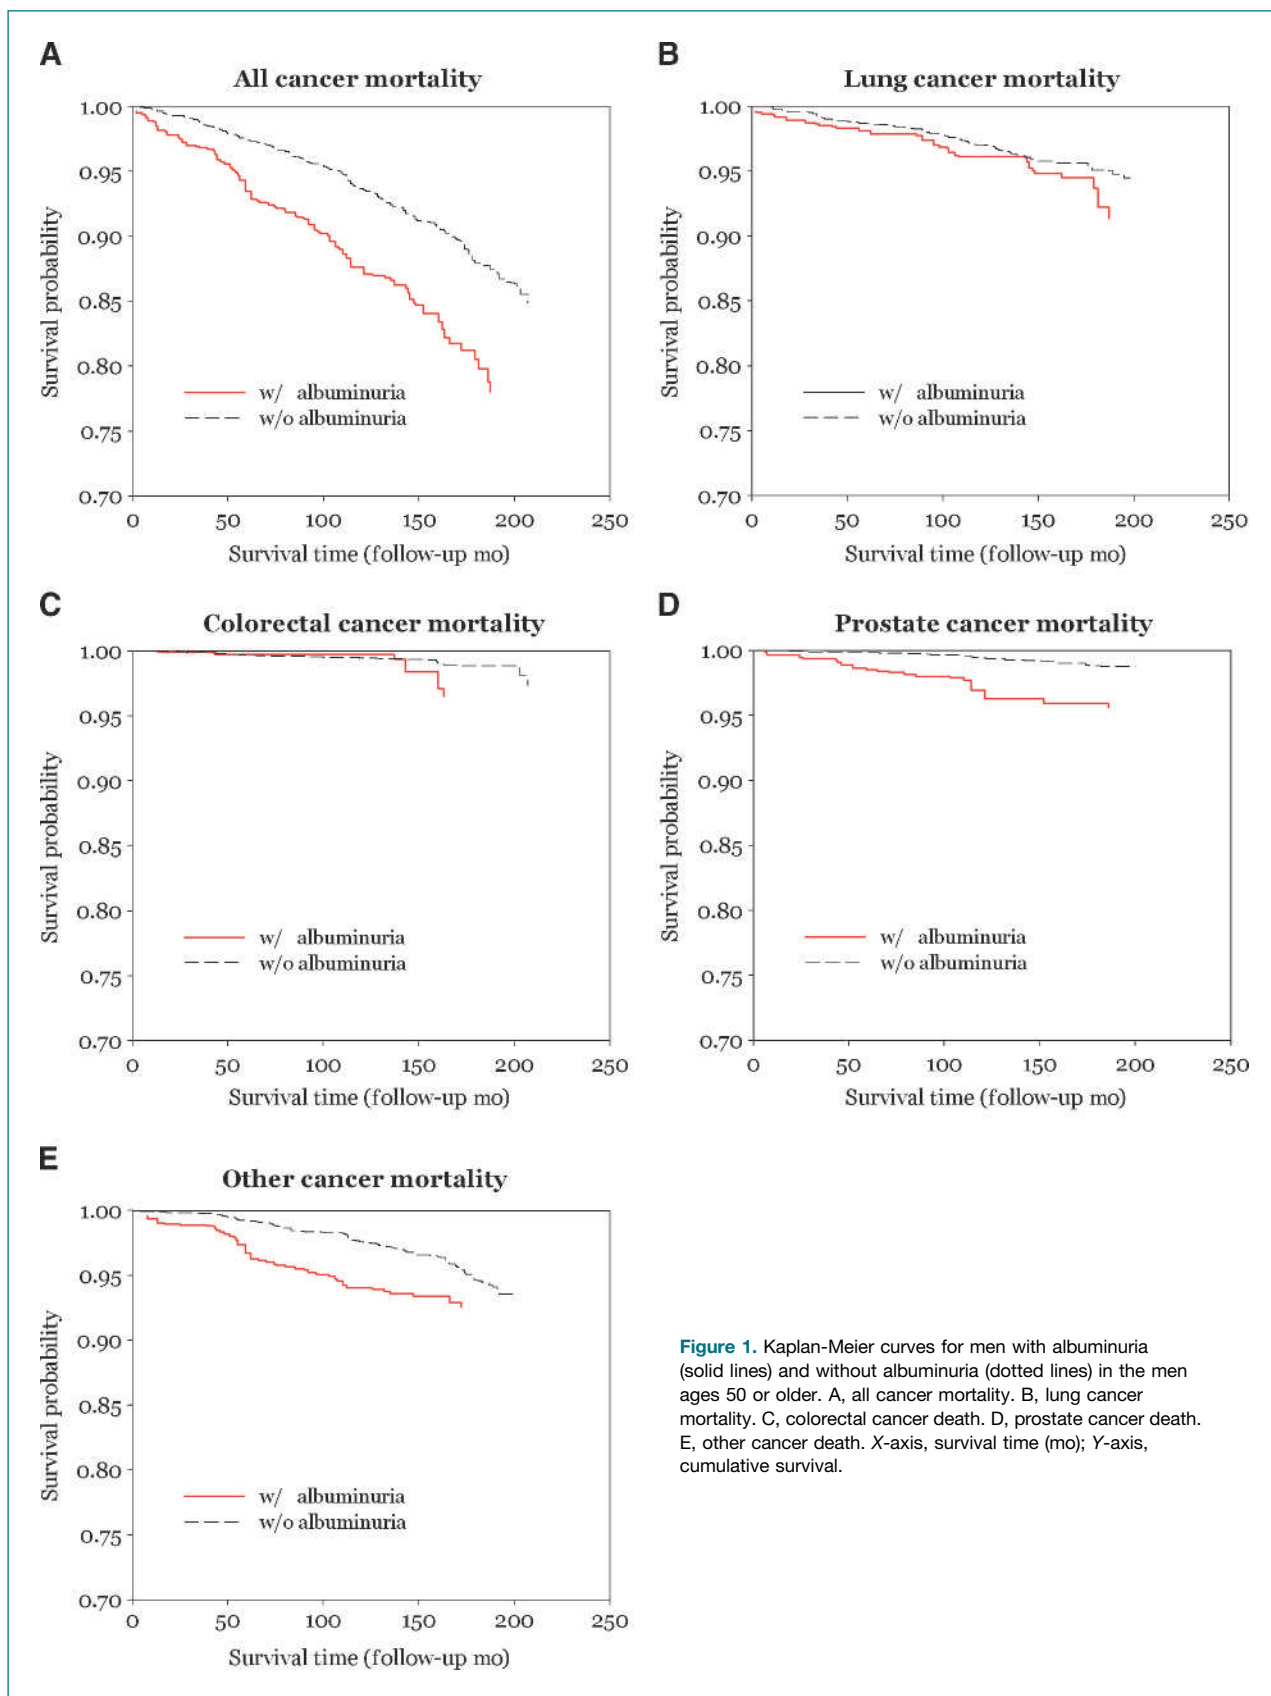 A
All cancer mortality
1.00
0.95
0.90
0.85
0.80
0.75
0.70
Survival probability
w/ albuminuria
w/o albuminuria
0 50 100 150 200 250
Survival time (follow-up mo)
B
Lung cancer mortality
1.00
0.95
0.90
0.85
0.80
0.75
0.70
Survival probability
w/ albuminuria
w/o albuminuria
0 50 100 150 200 250
Survival time (follow-up mo)
C
Colorectal cancer mortality
1.00
0.95
0.90
0.85
0.80
0.75
0.70
Survival probability
w/ albuminuria
w/o albuminuria
0 50 100 150 200 250
Survival time (follow-up mo)
D
Prostate cancer mortality
1.00
0.95
0.90
0.85
0.80
0.75
0.70
Survival probability
w/ albuminuria
w/o albuminuria
0 50 100 150 200 250
Survival time (follow-up mo)
E
Other cancer mortality
1.00
0.95
0.90
0.85
0.80
0.75
0.70
Survival probability
w/ albuminuria
w/o albuminuria
0 50 100 150 200 250
Survival time (follow-up mo)
Figure 1. Kaplan-Meier curves for men with albuminuria
(solid lines) and without albuminuria (dotted lines) in the men
ages 50 or older. A, all cancer mortality. B, lung cancer
mortality. C, colorectal cancer death. D, prostate cancer death.
E, other cancer death. X-axis, survival time (mo); Y-axis,
cumulative survival.